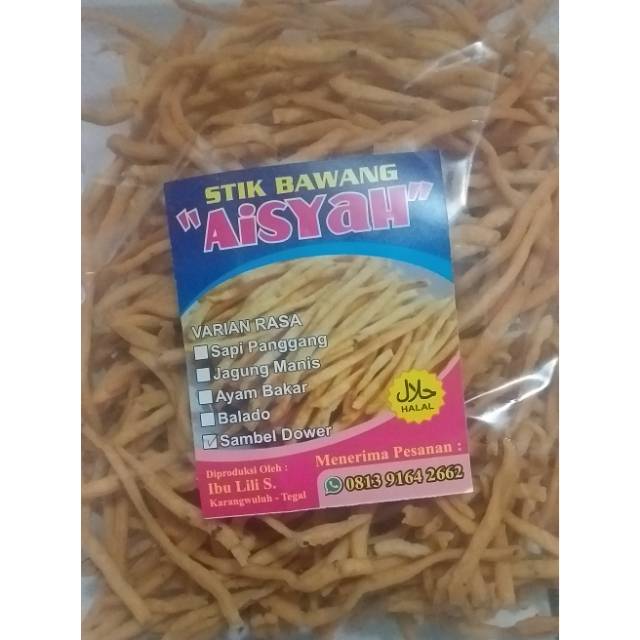 STIK BAWANG
"AiSYaH"
VARIAN RASA
Sapi Panggang
Jagung Manis
Ayam Bakar
Balado
Sambel Dower
حلال
HALAL
Diproduksi Oleh :
Ibu Lili S.
Karangwuluh - Tegal
Menerima Pesanan :
0813 9164 2662